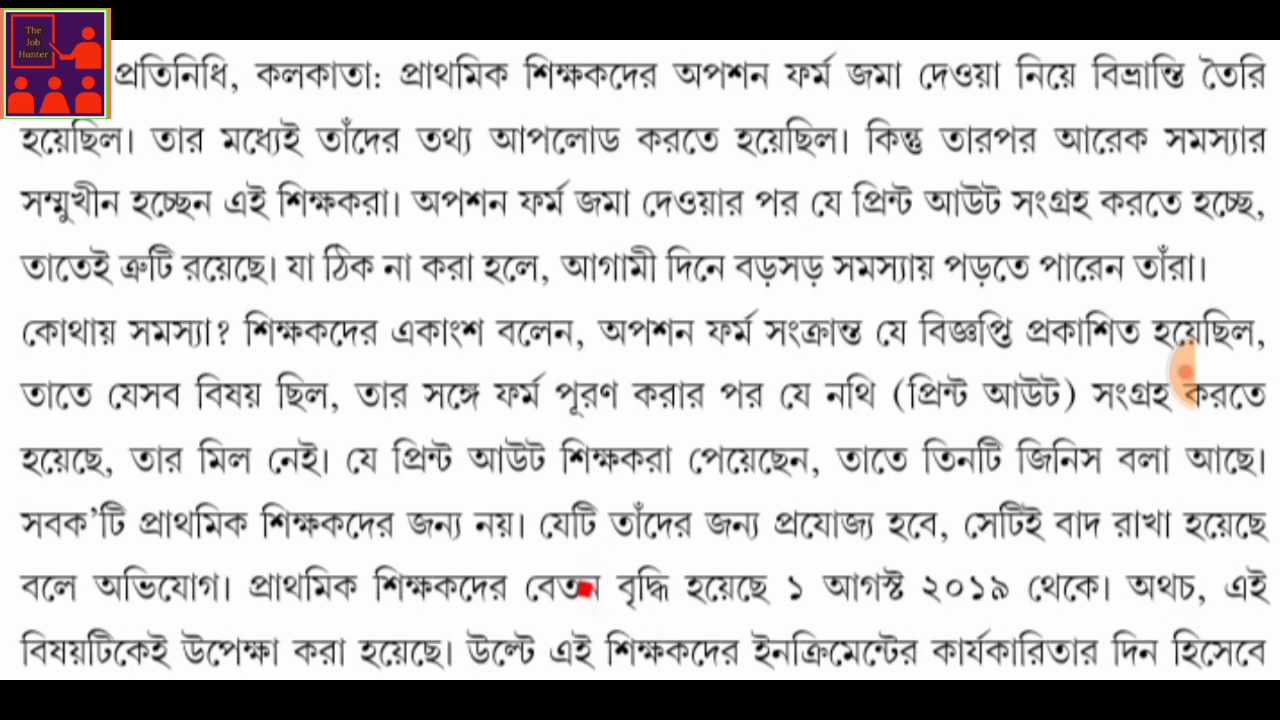 The
Job
Hunter
প্রতিনিধি, কলকাতা: প্রাথমিক শিক্ষকদের অপশন ফর্ম জমা দেওয়া নিয়ে বিভ্রান্তি তৈরি
হয়েছিল। তার মধ্যেই তাঁদের তথ্য আপলোড করতে হয়েছিল। কিন্তু তারপর আরেক সমস্যার
সম্মুখীন হচ্ছেন এই শিক্ষকরা। অপশন ফর্ম জমা দেওয়ার পর যে প্রিন্ট আউট সংগ্রহ করতে হচ্ছে,
তাতেই ত্রুটি রয়েছে। যা ঠিক না করা হলে, আগামী দিনে বড়সড় সমস্যায় পড়তে পারেন তাঁরা।
কোথায় সমস্যা? শিক্ষকদের একাংশ বলেন, অপশন ফর্ম সংক্রান্ত যে বিজ্ঞপ্তি প্রকাশিত হয়েছিল,
তাতে যেসব বিষয় ছিল, তার সঙ্গে ফর্ম পূরণ করার পর যে নথি (প্রিন্ট আউট) সংগ্রহ করতে
হয়েছে, তার মিল নেই। যে প্রিন্ট আউট শিক্ষকরা পেয়েছেন, তাতে তিনটি জিনিস বলা আছে।
সবক'টি প্রাথমিক শিক্ষকদের জন্য নয়। যেটি তাঁদের জন্য প্রযোজ্য হবে, সেটিই বাদ রাখা হয়েছে
বলে অভিযোগ। প্রাথমিক শিক্ষকদের বেতন বৃদ্ধি হয়েছে ১ আগস্ট ২০১৯ থেকে। অথচ, এই
বিষয়টিকেই উপেক্ষা করা হয়েছে। উল্টে এই শিক্ষকদের ইনক্রিমেন্টের কার্যকারিতার দিন হিসেবে